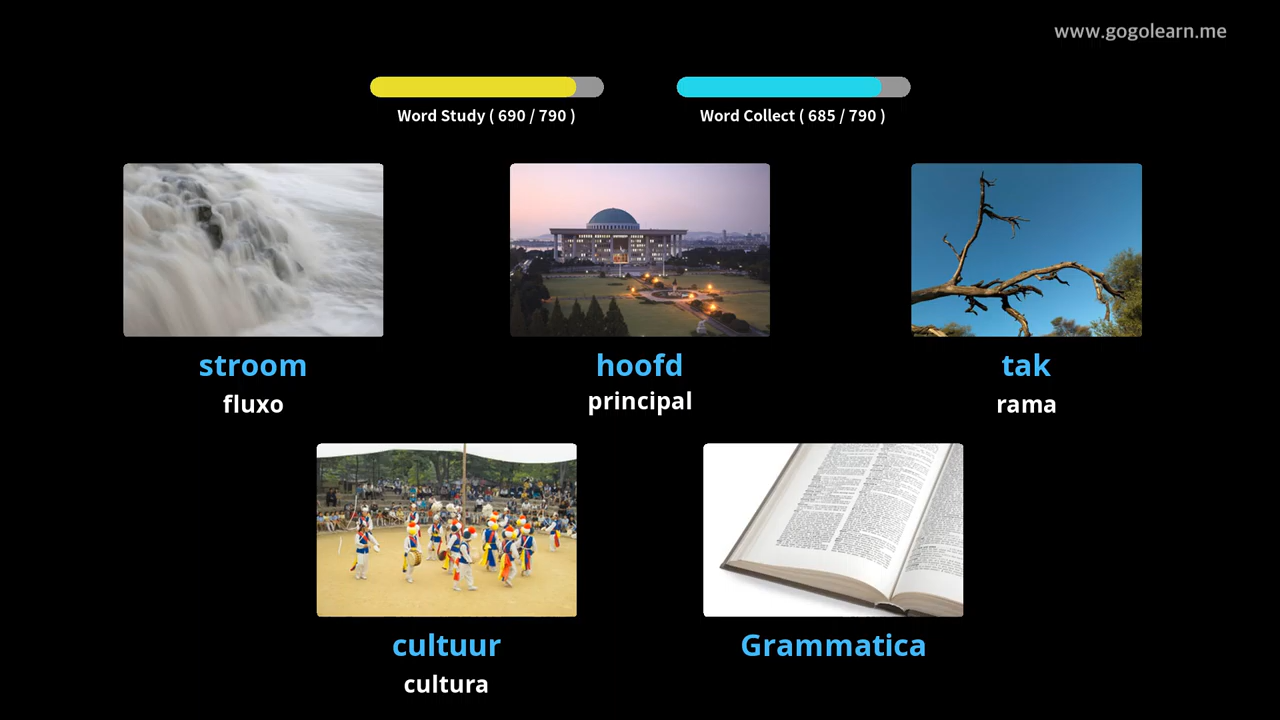 www.gogolearn.me
Word Study ( 690 / 790 )
Word Collect ( 685 / 790 )
stroom
fluxo
hoofd
principal
tak
rama
cultuur
cultura
Grammatica